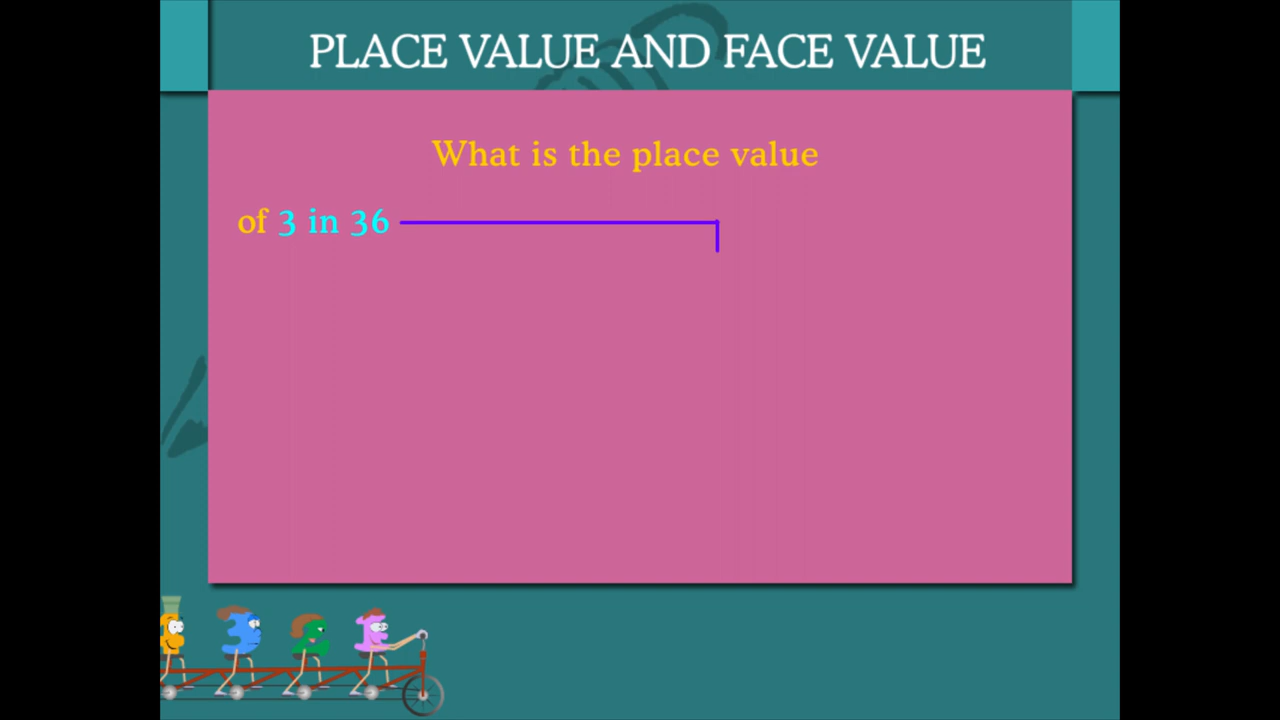 PLACE VALUE AND FACE VALUE
What is the place value
of 3 in 36